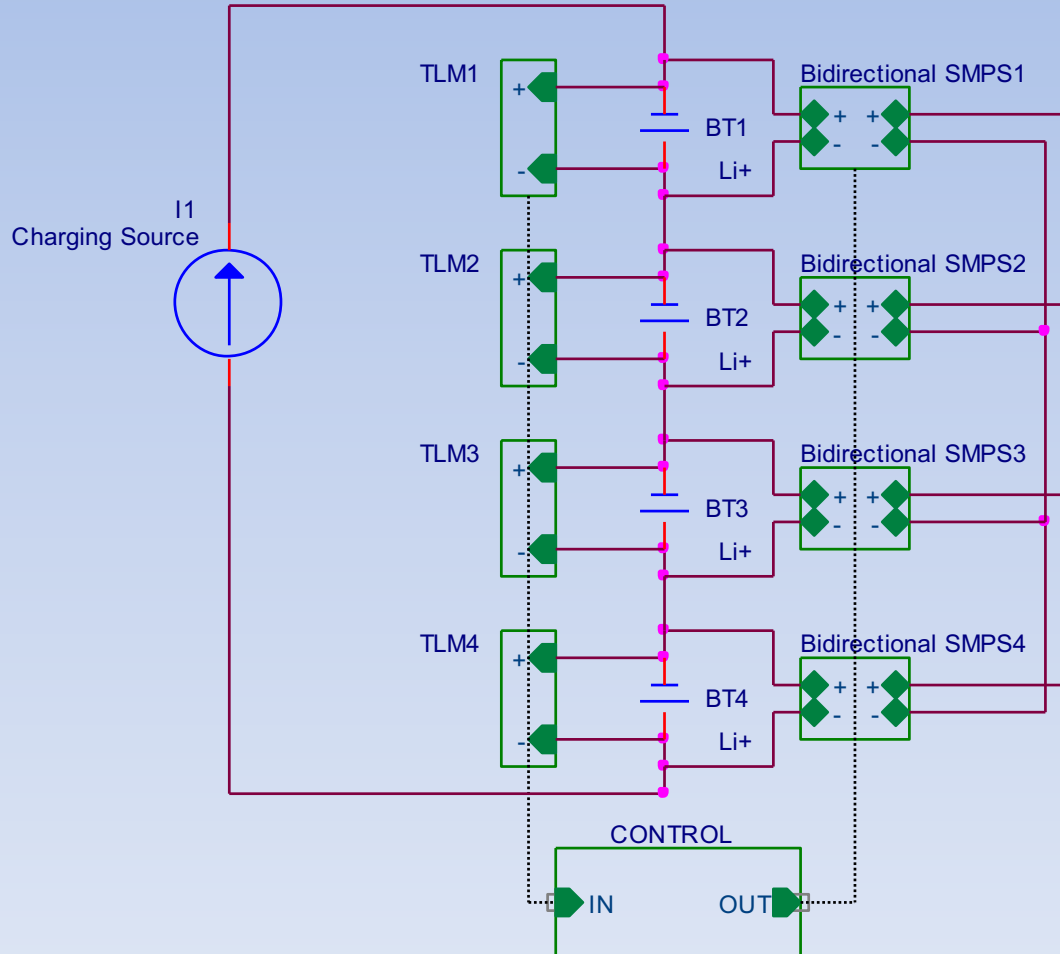 TLM1
+
-
BT1
Li+
Bidirectional SMPS1
+ +
- -
I1
Charging Source
TLM2
+
-
BT2
Li+
Bidirectional SMPS2
+ +
- -
TLM3
+
-
BT3
Li+
Bidirectional SMPS3
+ +
- -
TLM4
+
-
BT4
Li+
Bidirectional SMPS4
+ +
- -
CONTROL
IN OUT